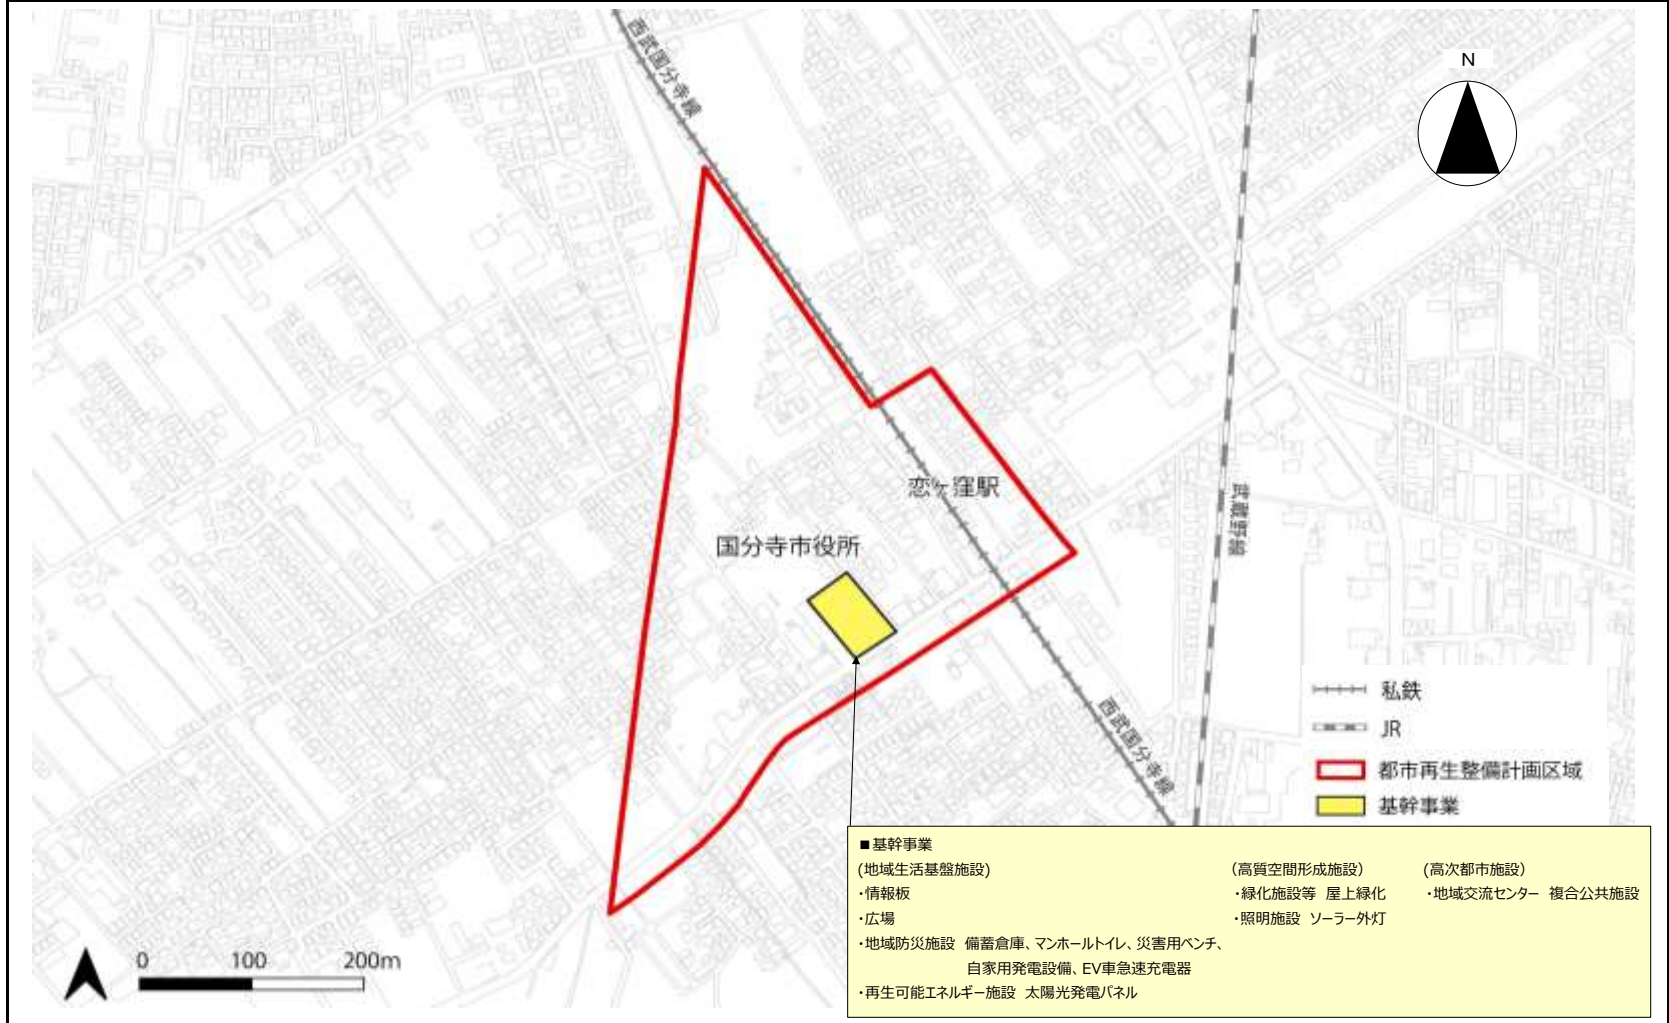 西武国分寺線
N
恋ヶ窪駅
国分寺市役所
武蔵野線
西武国分寺線
私鉄
JR
都市再生整備計画区域
基幹事業
■基幹事業
(地域生活基盤施設)
・情報板
・広場
・地域防災施設 備蓄倉庫、マンホールトイレ、災害用ベンチ、
自家用発電設備、EV車急速充電器
・再生可能エネルギー施設 太陽光発電パネル
(高質空間形成施設)
・緑化施設等 屋上緑化
・照明施設 ソーラー外灯
(高次都市施設)
・地域交流センター 複合公共施設
0 100 200m